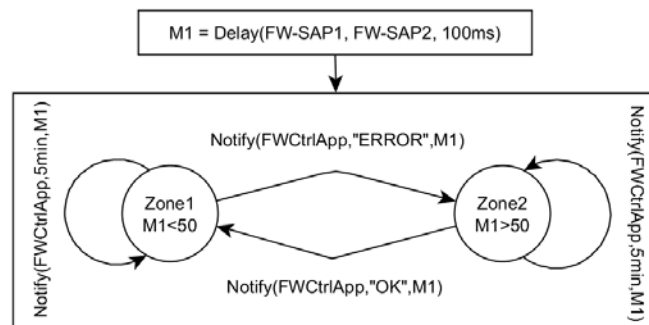 M1 = Delay(FW-SAP1, FW-SAP2, 100ms)
Notify(FWCtrlApp,5min,M1)
Notify(FWCtrlApp,"ERROR",M1)
Zone1
M1<50
Zone2
M1>50
Notify(FWCtrlApp,"OK",M1)
Notify(FWCtrlApp,5min,M1)